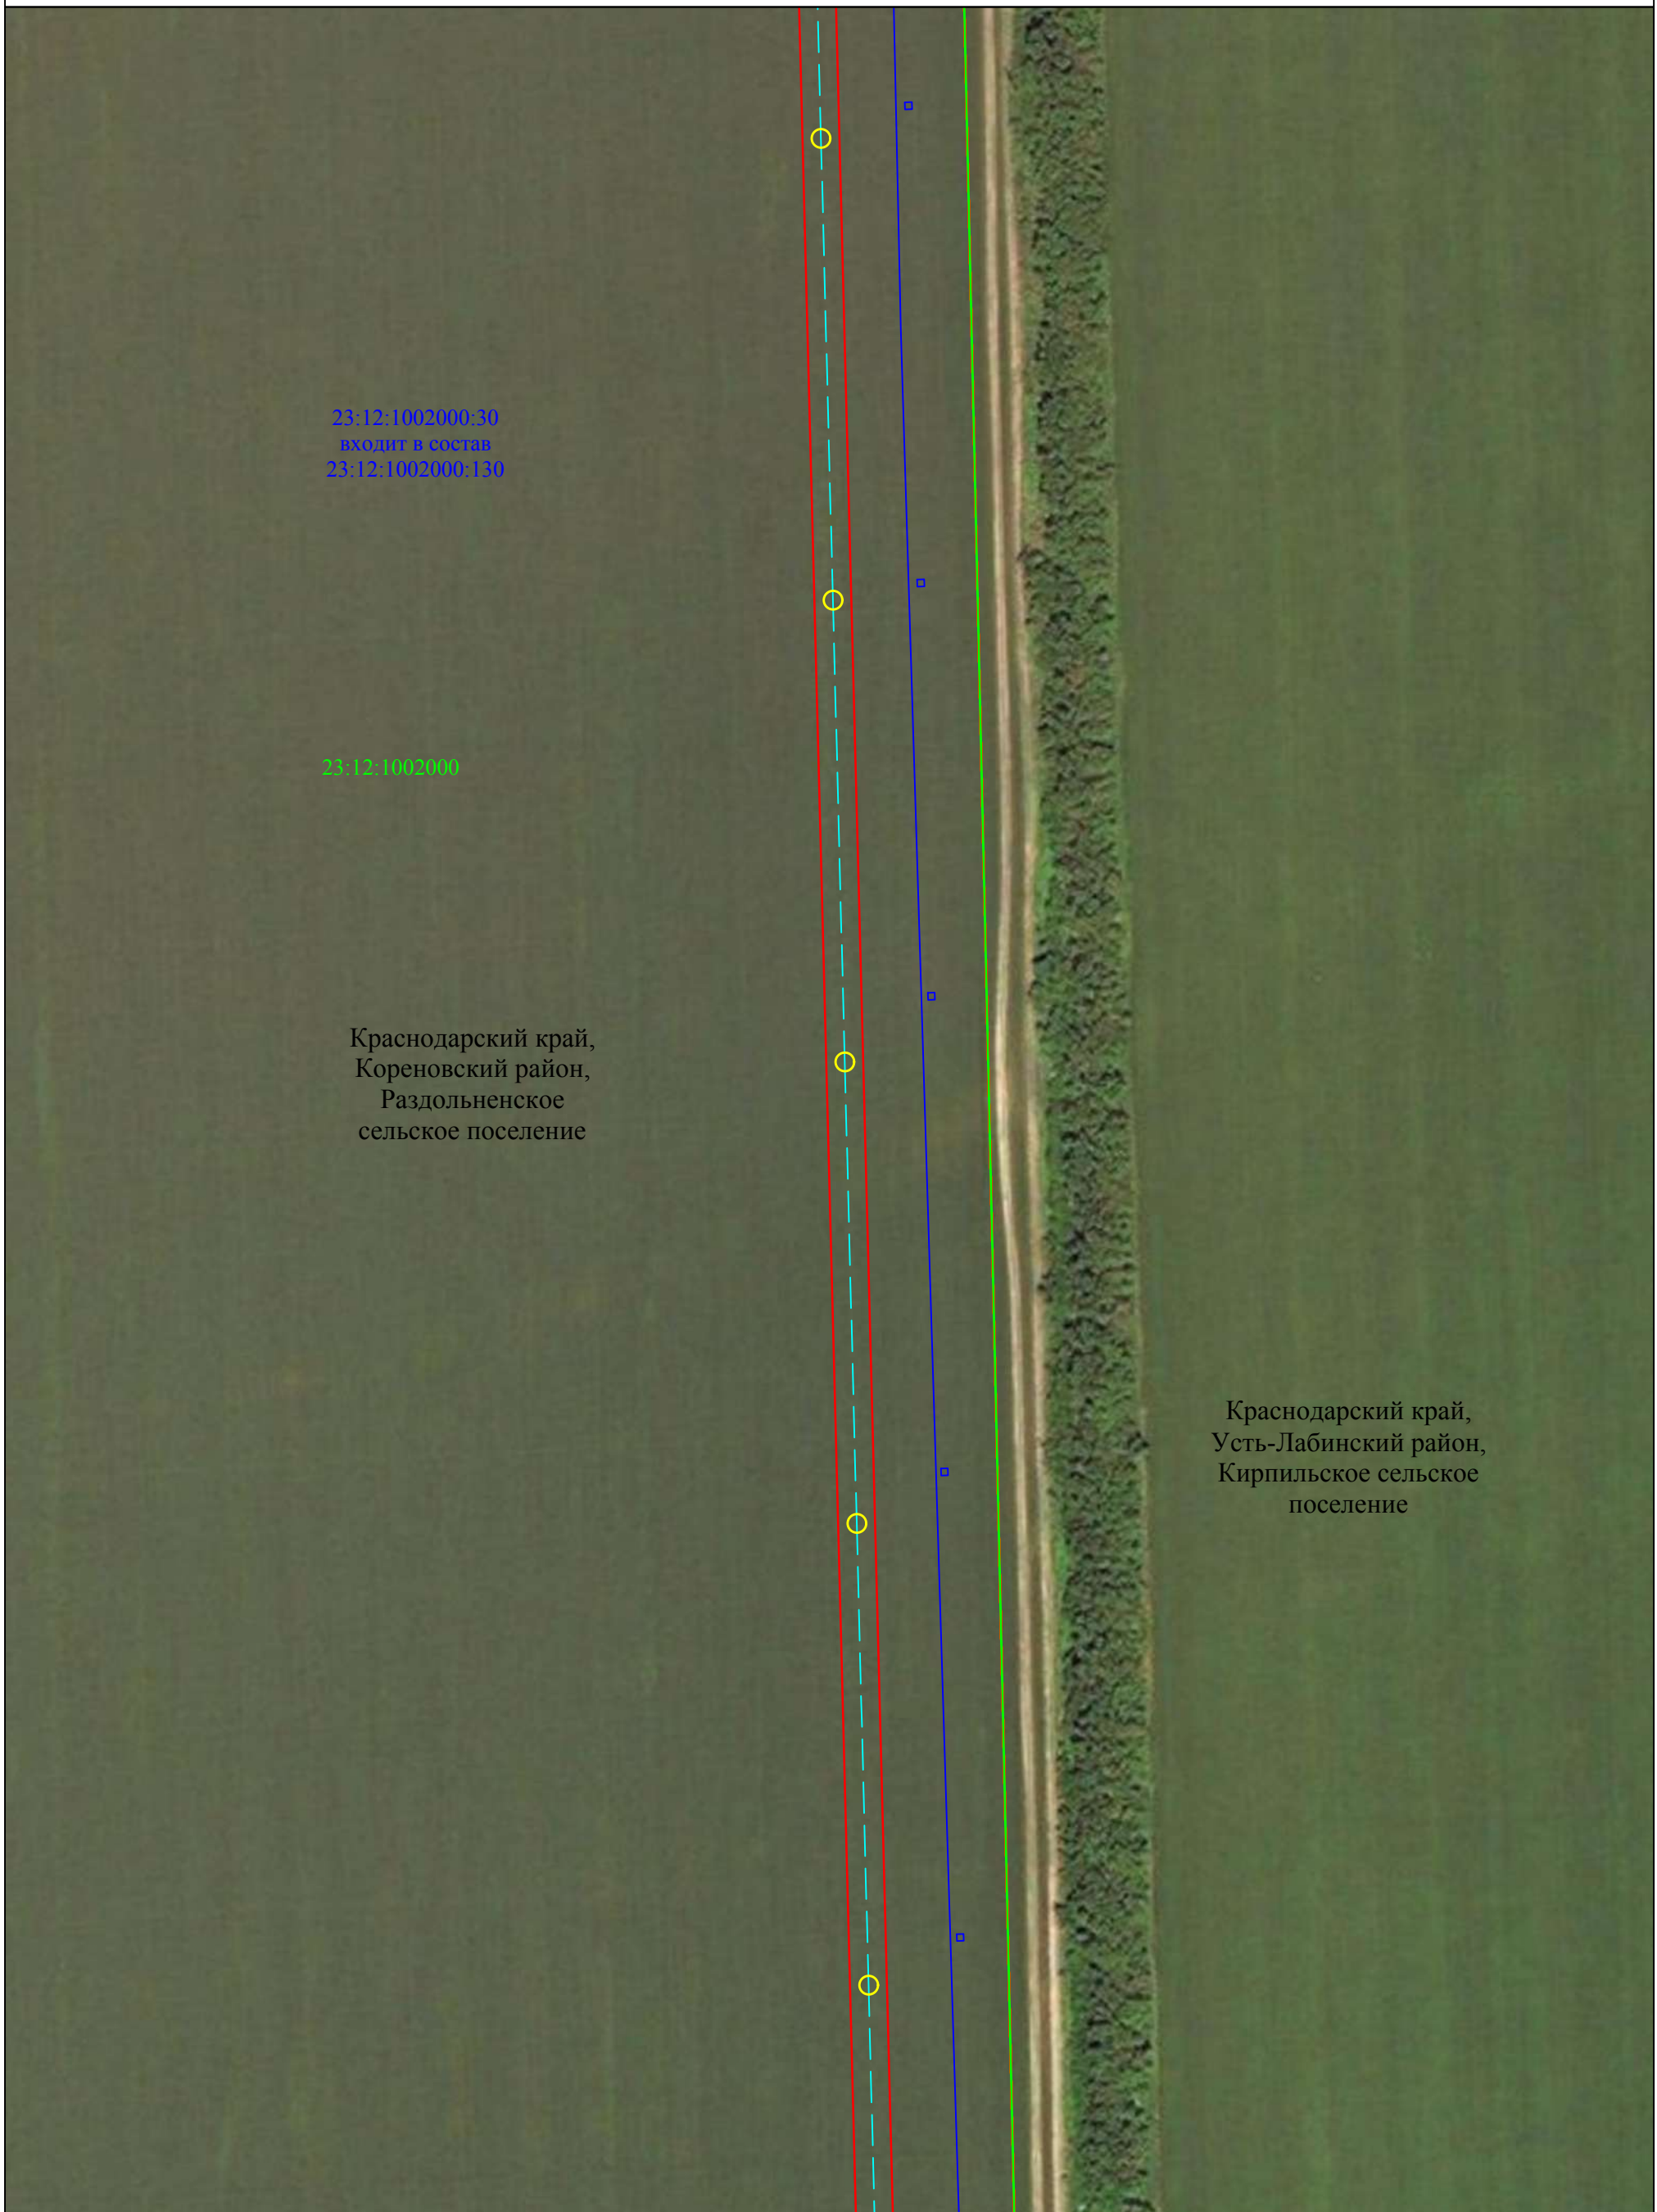 23:12:1002000:30
входит в состав
23:12:1002000:130
23:12:1002000
Краснодарский край,
Кореновский район,
Раздольненское
сельское поселение
Краснодарский край,
Усть-Лабинский район,
Кирпильское сельское
поселение